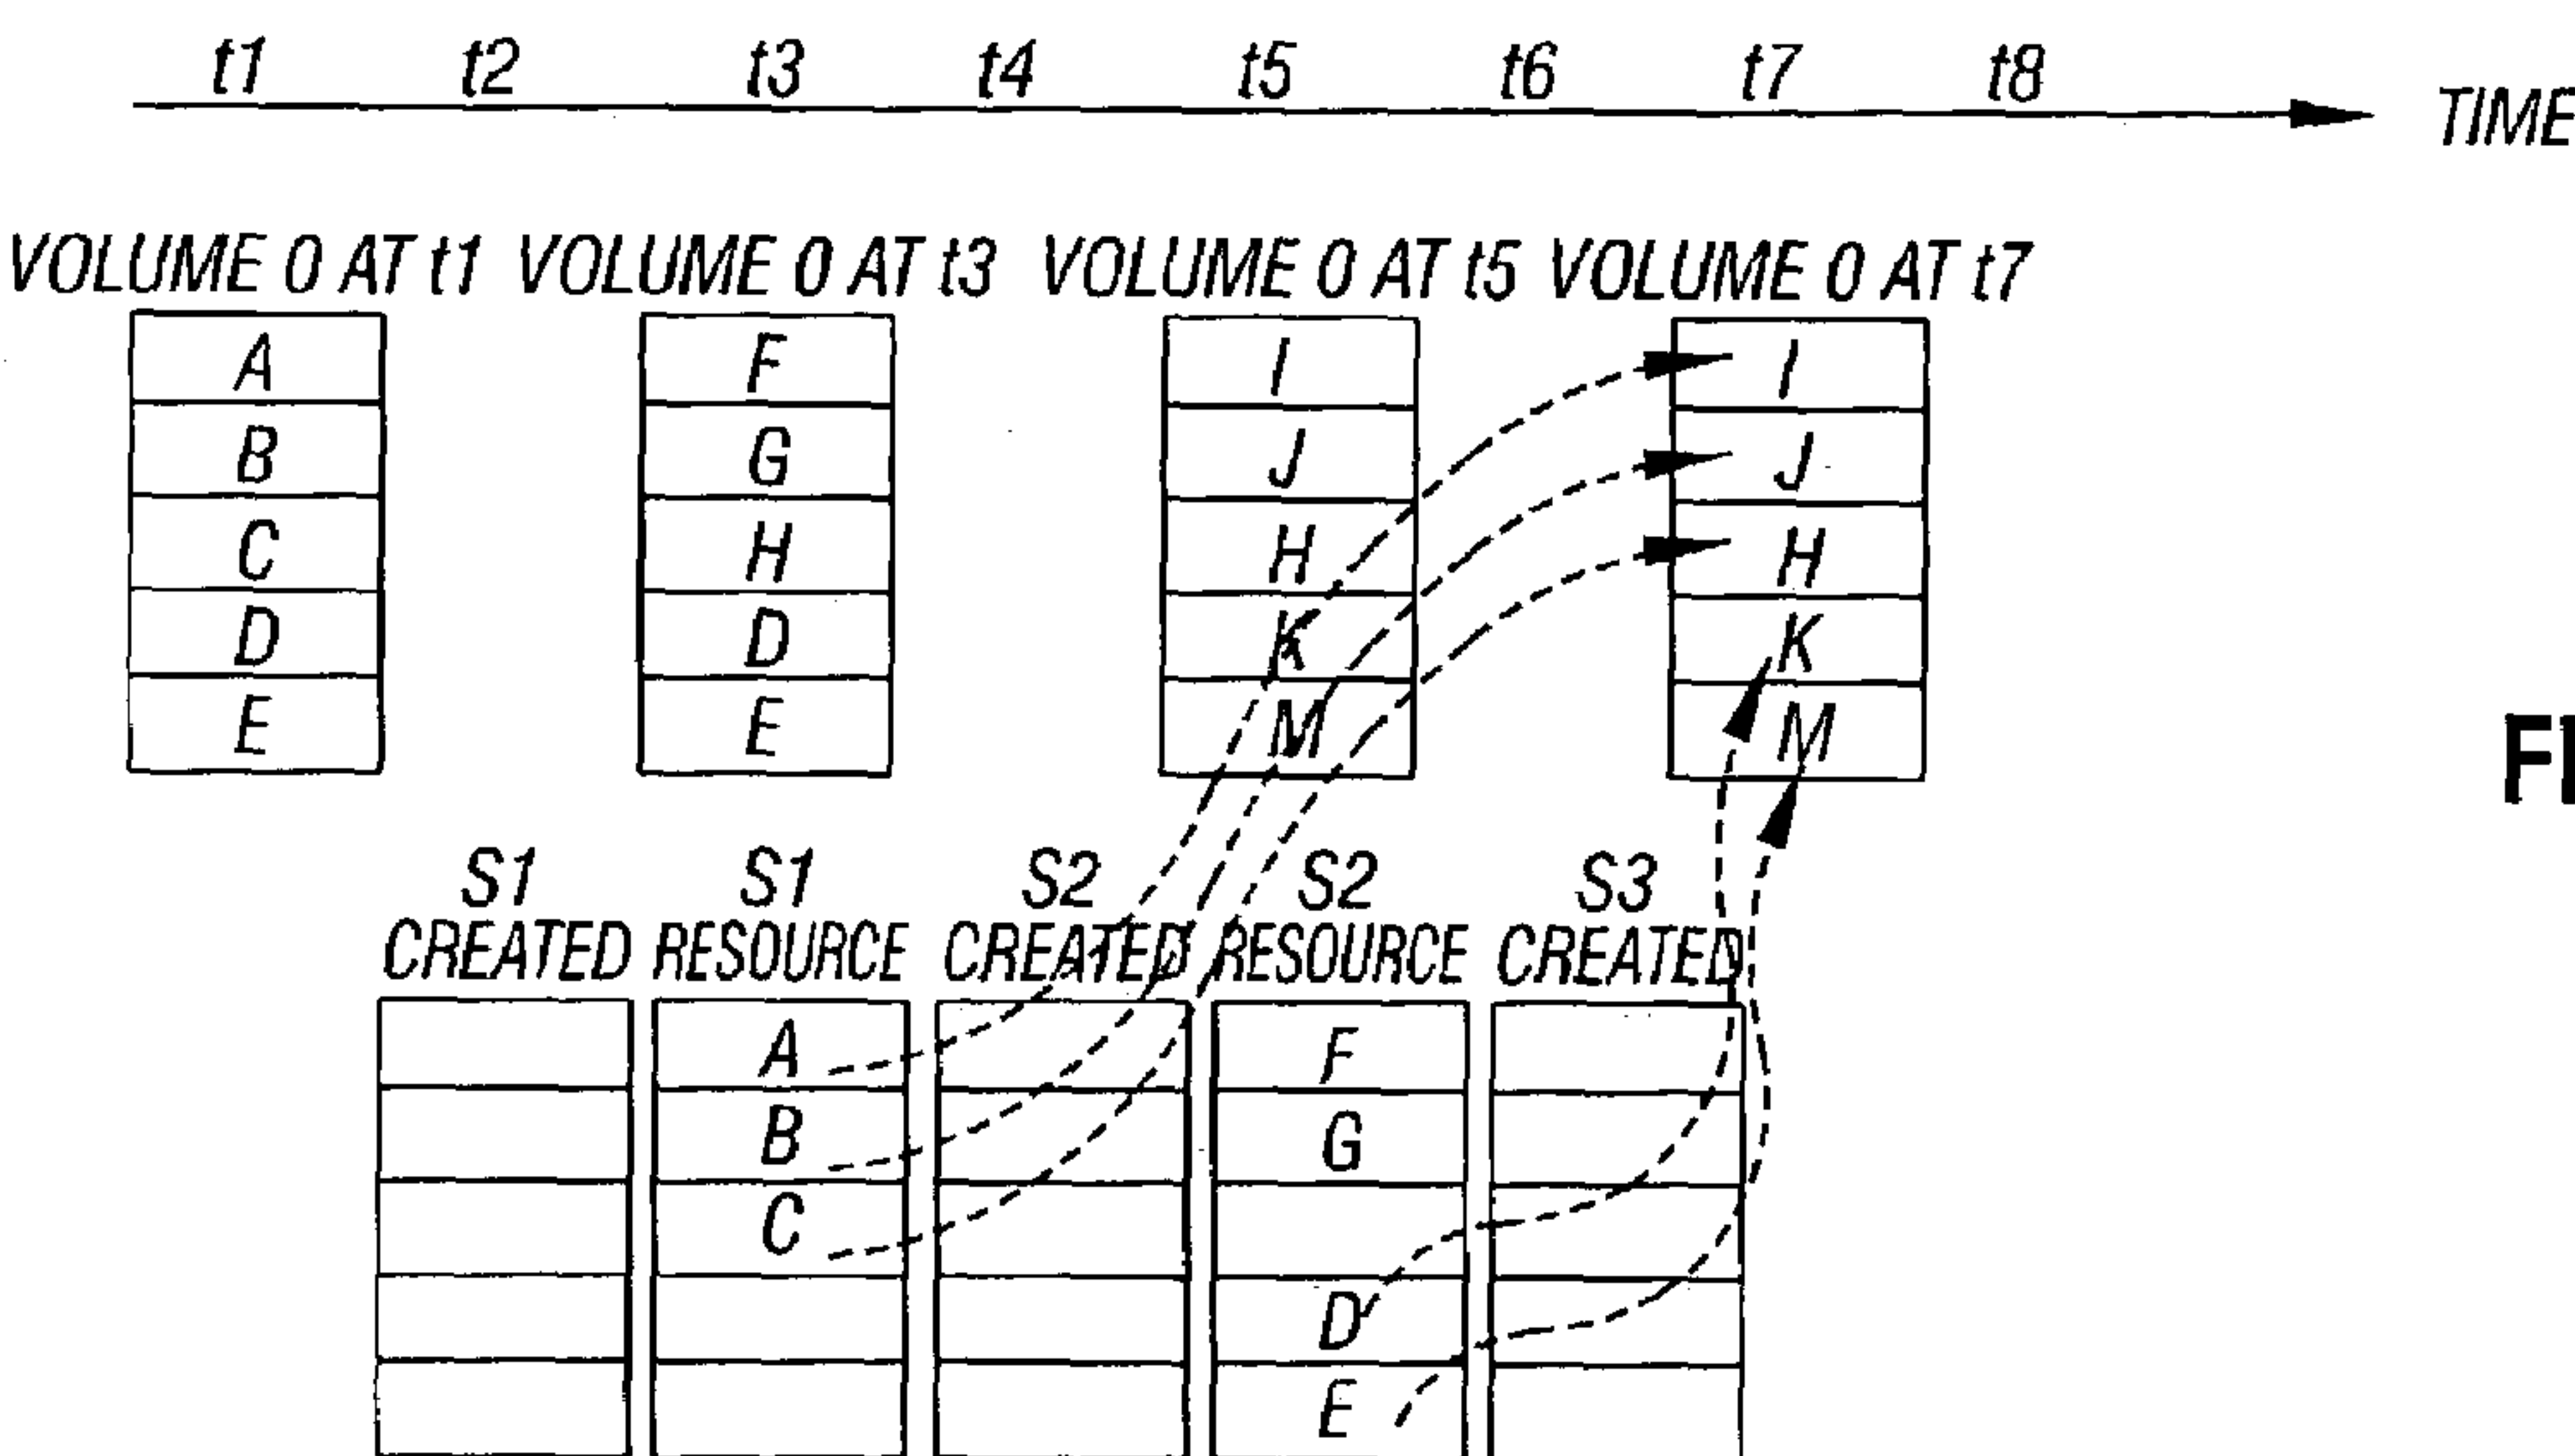 t1 t2 t3 t4 t5 t6 t7 t8
TIME
VOLUME 0 AT t1 VOLUME 0 AT t3 VOLUME 0 AT t5 VOLUME 0 AT t7
A F I I
B G J J
C H H H
D D K K
E E M M
S1 S1 S2 S2 S3
CREATED RESOURCE CREATED RESOURCE CREATED
A F
B G
C
D
E